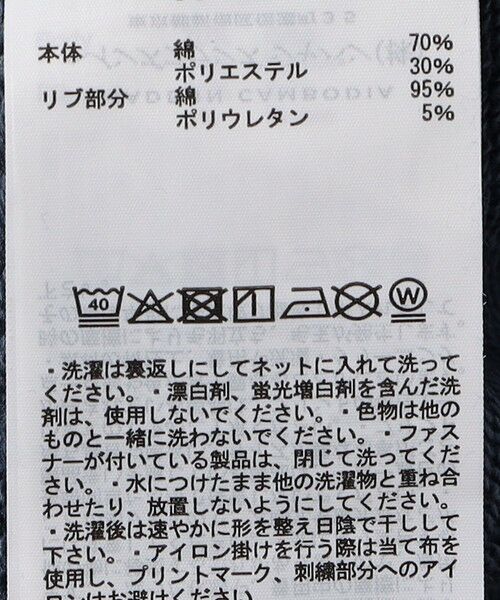 本体 綿 70%
ポリエステル 30%
リブ部分 綿 95%
ポリウレタン 5%
40 W
・洗濯は裏返しにしてネットに入れて洗って
ください。・漂白剤、蛍光増白剤を含んだ洗
剤は、使用しないでください。・色物は他の
ものと一緒に洗わないでください。・ファス
ナーが付いている製品は、閉じて洗ってくだ
さい。・水につけたまま他の洗濯物と重ね合
わせたり、放置しないようにしてください。
・洗濯後は速やかに形を整え日陰で干しして
下さい。・アイロン掛けを行う際は当て布を
使用し、プリントマーク、刺繍部分へのアイ
ロンはお避けください。